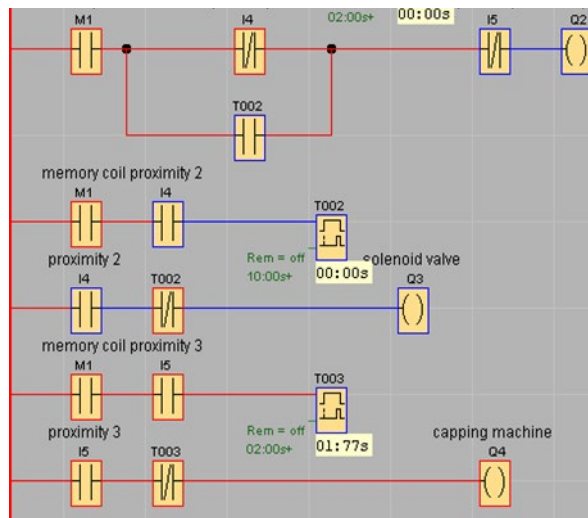 M1 I4 02:00s+ 00:00s I5 Q2
T002
memory coil proximity 2
M1 I4 T002
proximity 2 Rem = off solenoid valve
10:00s+ 00:00s
I4 T002 Q3
memory coil proximity 3
M1 I5 T003
proximity 3 Rem = off capping machine
02:00s+ 01:77s
I5 T003 Q4